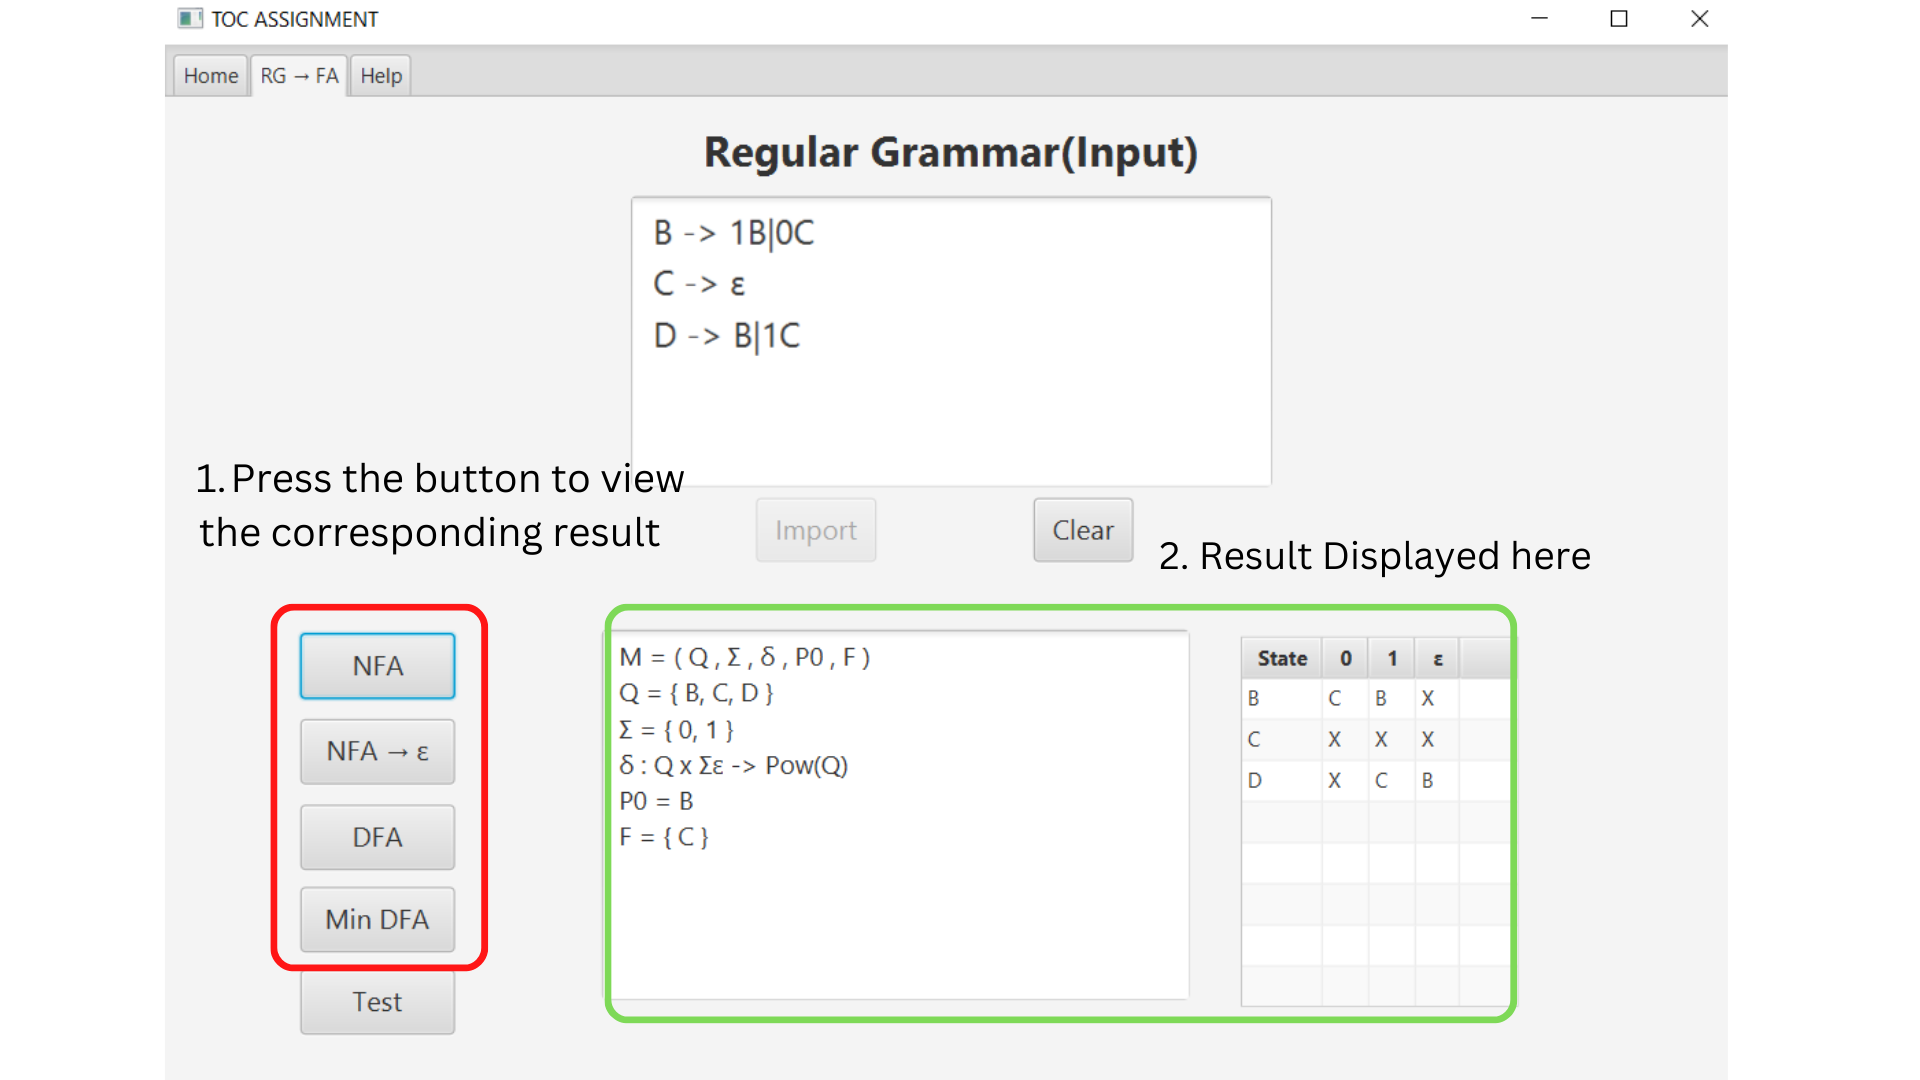 TOC ASSIGNMENT
Home RG → FA Help
Regular Grammar(Input)
B -> 1B|0C
C -> ε
D -> B|1C
1. Press the button to view
the corresponding result
Import Clear
2. Result Displayed here
NFA
NFA → ε
DFA
Min DFA
Test
M = ( Q , Σ , δ , P0 , F )
Q = { B, C, D }
Σ = { 0, 1 }
δ : Q x Σε -> Pow(Q)
P0 = B
F = { C }
State 0 1 ε
B C B X
C X X X
D X C B